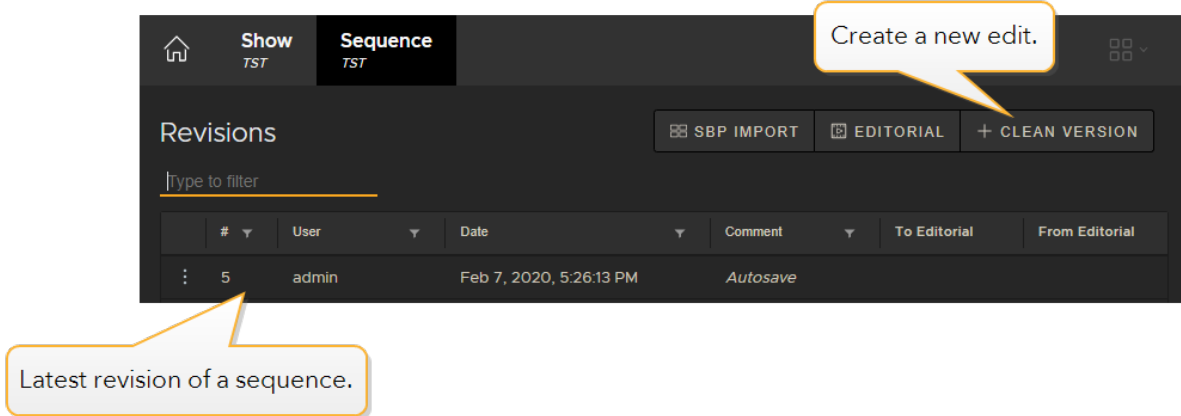 Create a new edit.
Show
TST
Sequence
TST
Revisions
SBP IMPORT
EDITORIAL
+ CLEAN VERSION
Type to filter
# User Date Comment To Editorial From Editorial
5 admin Feb 7, 2020, 5:26:13 PM Autosave
Latest revision of a sequence.